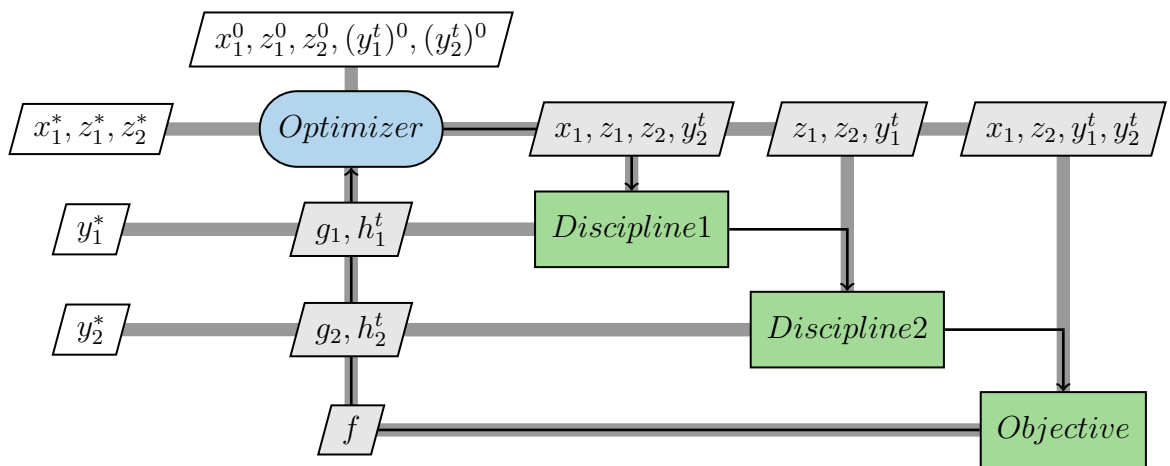 x_1^0, z_1^0, z_2^0, (y_1^t)^0, (y_2^t)^0
x_1^*, z_1^*, z_2^*
Optimizer
x_1, z_1, z_2, y_2^t
z_1, z_2, y_1^t
x_1, z_2, y_1^t, y_2^t
y_1^*
g_1, h_1^t
Discipline1
y_2^*
g_2, h_2^t
Discipline2
f
Objective